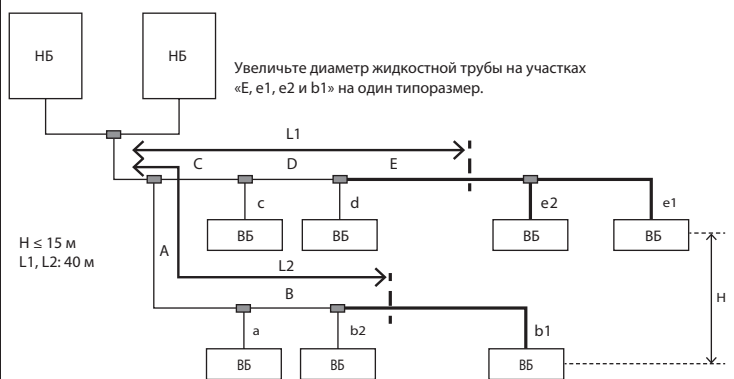 НБ
НБ
Увеличьте диаметр жидкостной трубы на участках
«E, e1, e2 и b1» на один типоразмер.
L1
C
D
E
c
d
e2
e1
ВБ
ВБ
ВБ
ВБ
H ≤ 15 м
L1, L2: 40 м
A
L2
H
B
a
b2
b1
ВБ
ВБ
ВБ